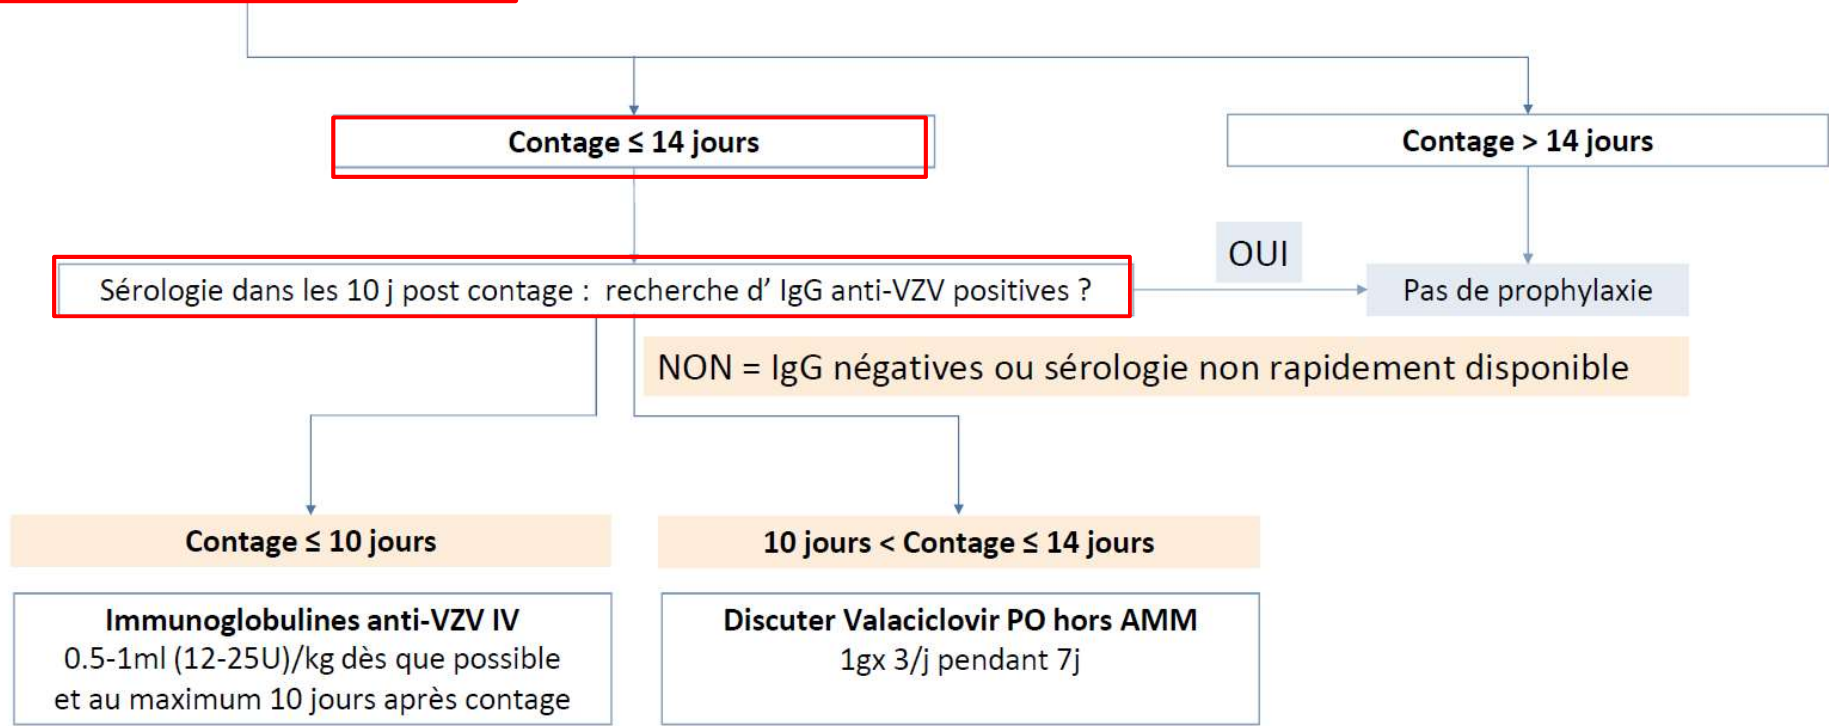 Contage ≤ 14 jours
Contage > 14 jours
Sérologie dans les 10 j post contage : recherche d’ IgG anti-VZV positives ?
OUI
Pas de prophylaxie
NON = IgG négatives ou sérologie non rapidement disponible
Contage ≤ 10 jours
10 jours < Contage ≤ 14 jours
Immunoglobulines anti-VZV IV
0.5-1ml (12-25U)/kg dès que possible
et au maximum 10 jours après contage
Discuter Valaciclovir PO hors AMM
1gx 3/j pendant 7j